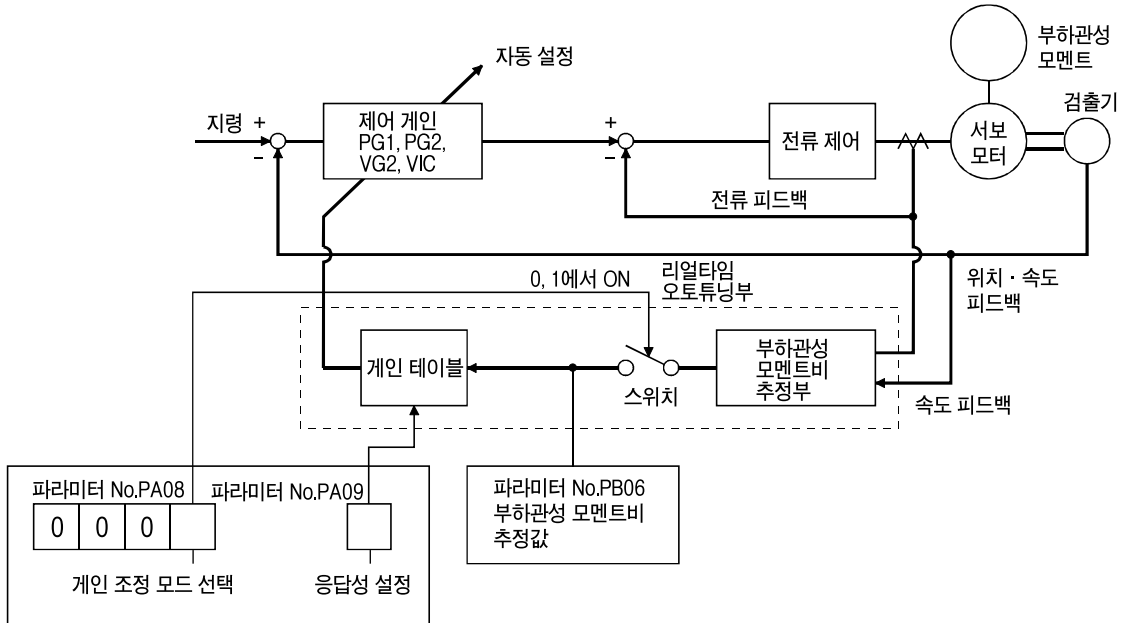 부하관성
모멘트
자동 설정
검출기
지령
+
−
제어 게인
PG1, PG2,
VG2, VIC
+
−
전류 제어
서보
모터
전류 피드백
리얼타임
오토튜닝부
0, 1에서 ON
위치 · 속도
피드백
게인 테이블
스위치
부하관성
모멘트비
추정부
속도 피드백
파라미터 No.PA08
0 0 0
게인 조정 모드 선택
파라미터 No.PA09
응답성 설정
파라미터 No.PB06
부하관성 모멘트비
추정값